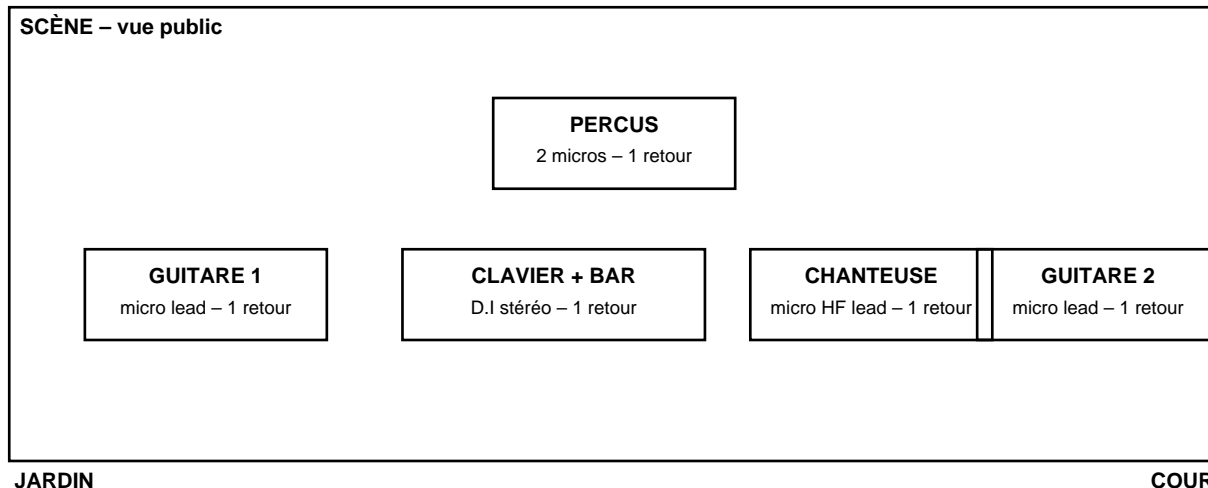 SCÈNE – vue public
PERCUS
2 micros – 1 retour
GUITARE 1
micro lead – 1 retour
CLAVIER + BAR
D.I stéréo – 1 retour
CHANTEUSE
micro HF lead – 1 retour
GUITARE 2
micro lead – 1 retour
JARDIN
COUR